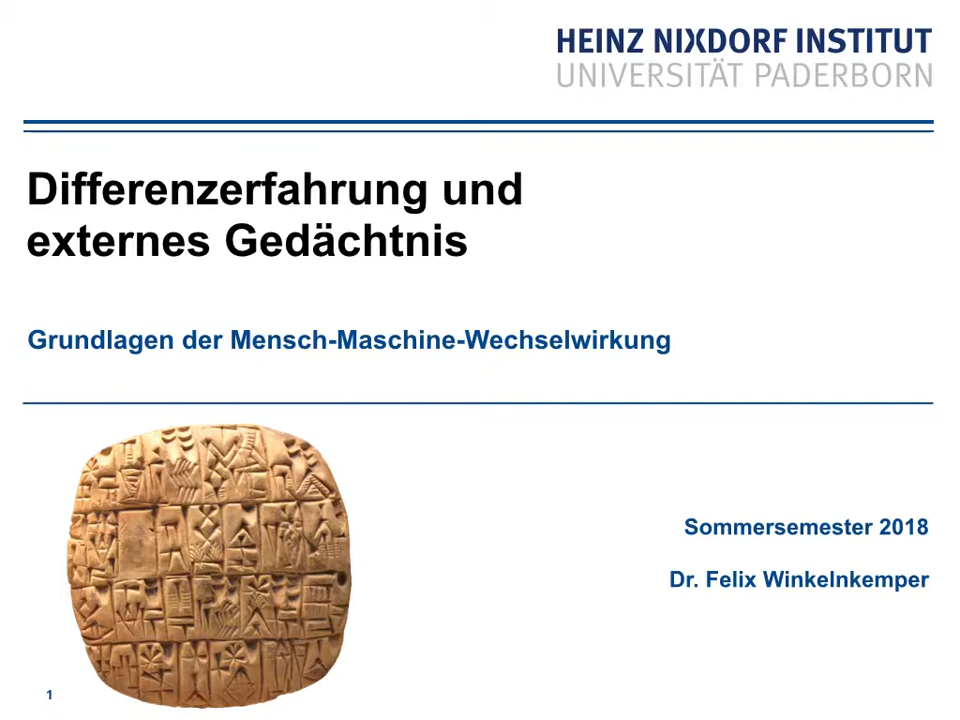 HEINZ NIXDORF INSTITUT
UNIVERSITÄT PADERBORN
Differenzerfahrung und
externes Gedächtnis
Grundlagen der Mensch-Maschine-Wechselwirkung
Sommersemester 2018
Dr. Felix Winkelnkemper
1